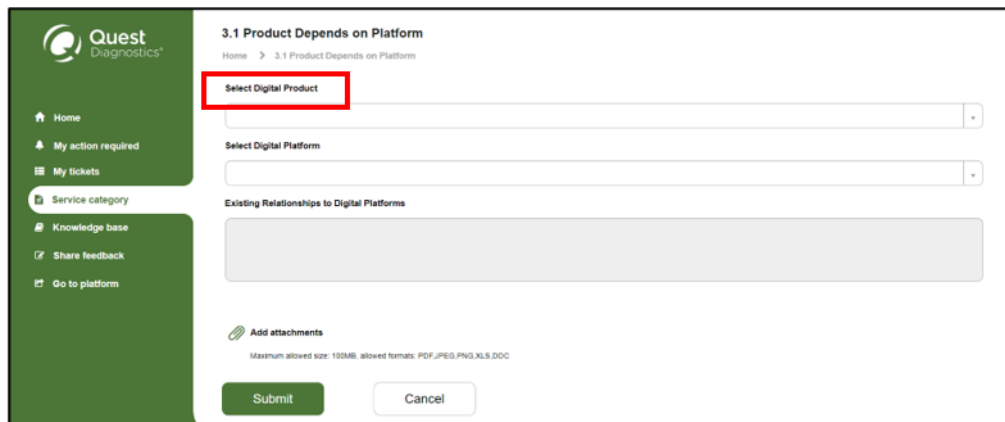 Quest
Diagnostics®
Home
My action required
My tickets
Service category
Knowledge base
Share feedback
Go to platform
3.1 Product Depends on Platform
Home > 3.1 Product Depends on Platform
Select Digital Product
Select Digital Platform
Existing Relationships to Digital Platforms
Add attachments
Maximum allowed size: 100MB, allowed formats: PDF,JPEG,PNG,XLS,DOC
Submit
Cancel